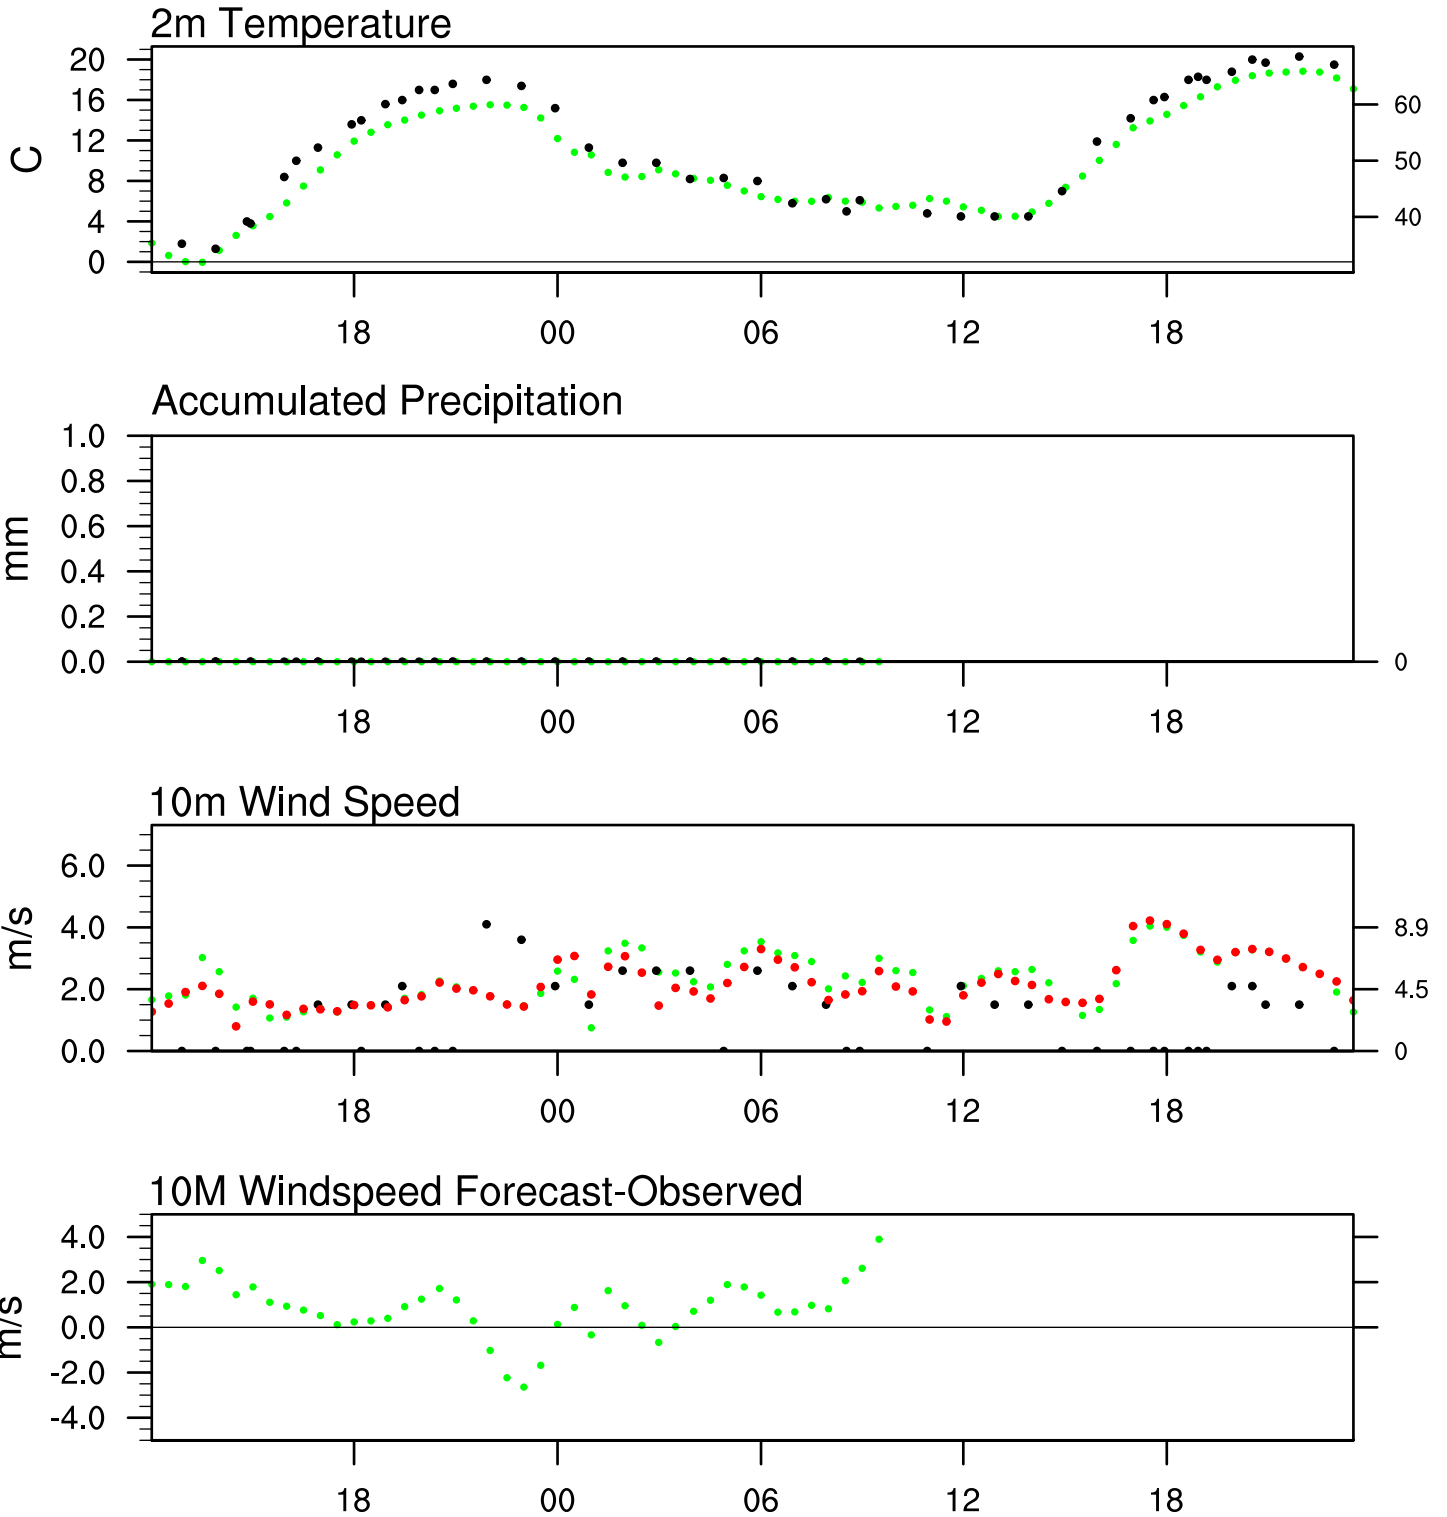 2m Temperature
20
16
12
8
4
0
C
60
50
40
18 00 06 12 18
Accumulated Precipitation
1.0
0.8
0.6
0.4
0.2
0.0
mm
0
18 00 06 12 18
10m Wind Speed
6.0
4.0
2.0
0.0
m/s
8.9
4.5
0
18 00 06 12 18
10M Windspeed Forecast-Observed
4.0
2.0
0.0
-2.0
-4.0
m/s
18 00 06 12 18